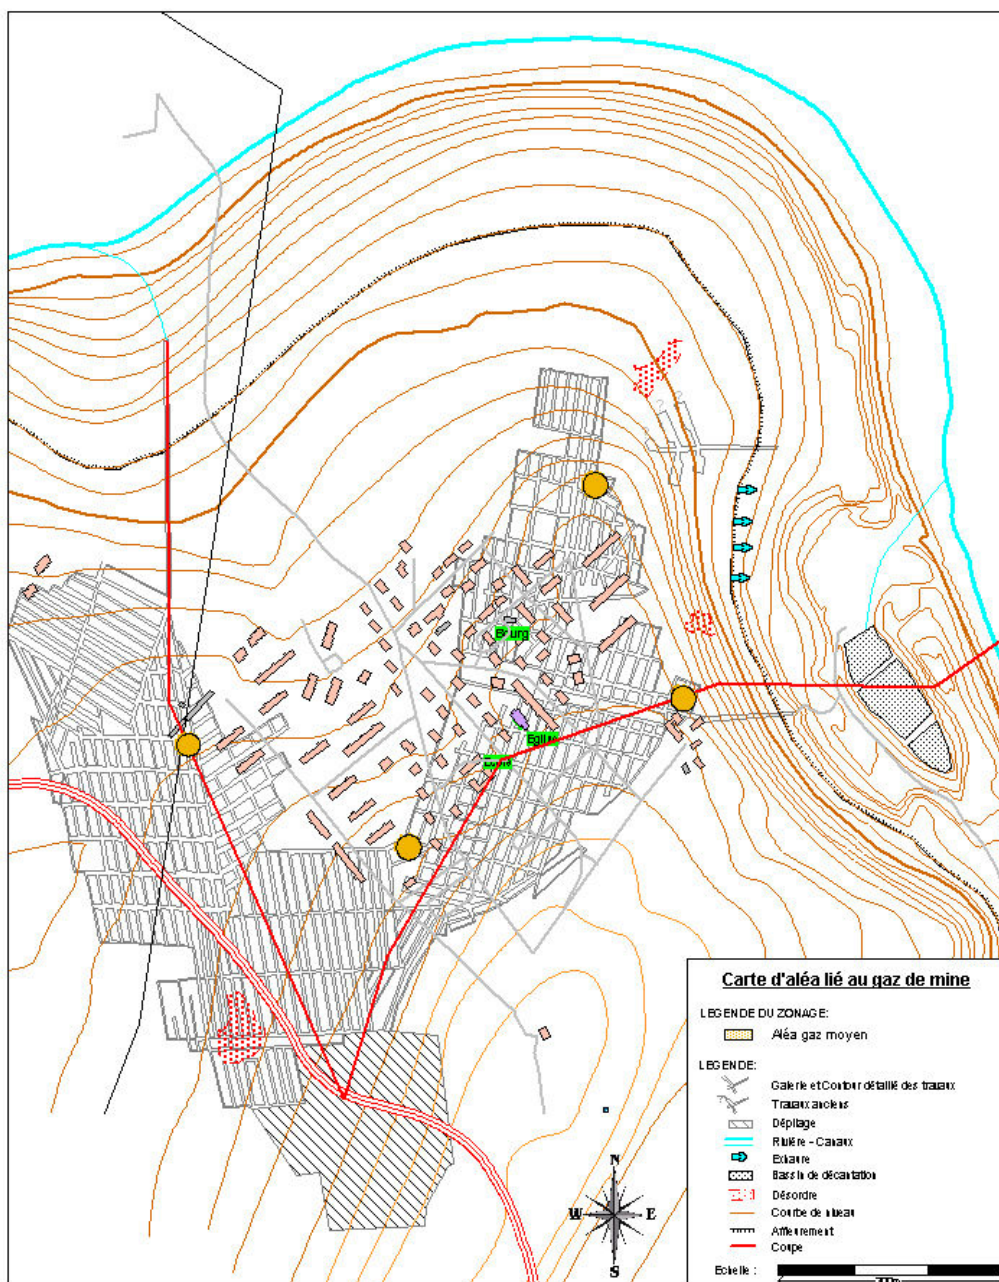 Bourg
Eglise
Carte d'aléa lié au gaz de mine
LEGENDE DU ZONAGE:
Aléa gaz moyen
LEGENDE:
Galerie et Contour détaillé des travaux
Travaux anciens
Dépilage
Rivière - Canaux
Exhaure
Bassin de décantation
Désordre
Courbe de niveau
Affleurement
Coupe
N
W E
S
Echelle :